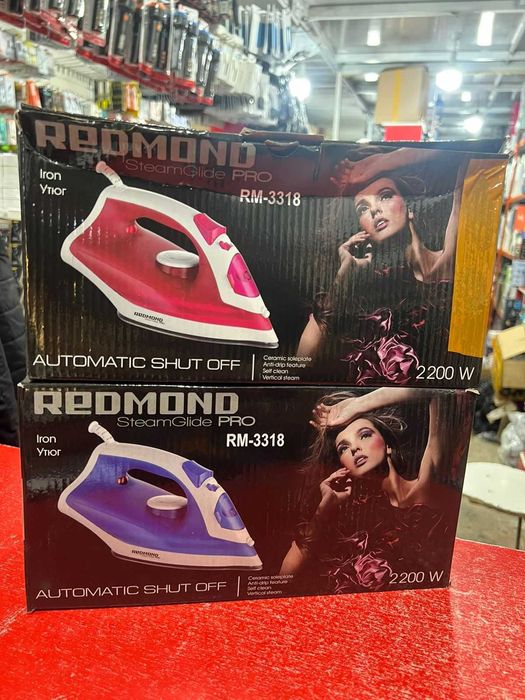 REDMOND
SteamGlide PRO
RM-3318
Iron
Утюг
REDMOND
AUTOMATIC SHUT OFF
Ceramic soleplate
Anti-drip feature
Self clean
Vertical steam
2200 W
REDMOND
SteamGlide PRO
RM-3318
Iron
Утюг
REDMOND
AUTOMATIC SHUT OFF
Ceramic soleplate
Anti-drip feature
Self clean
Vertical steam
2200 W